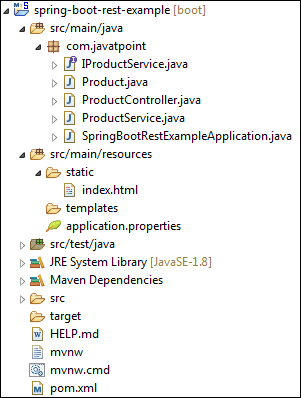 spring-boot-rest-example [boot]
src/main/java
com.javatpoint
IProductService.java
Product.java
ProductController.java
ProductService.java
SpringBootRestExampleApplication.java
src/main/resources
static
index.html
templates
application.properties
src/test/java
JRE System Library [JavaSE-1.8]
Maven Dependencies
src
target
HELP.md
mvnw
mvnw.cmd
pom.xml